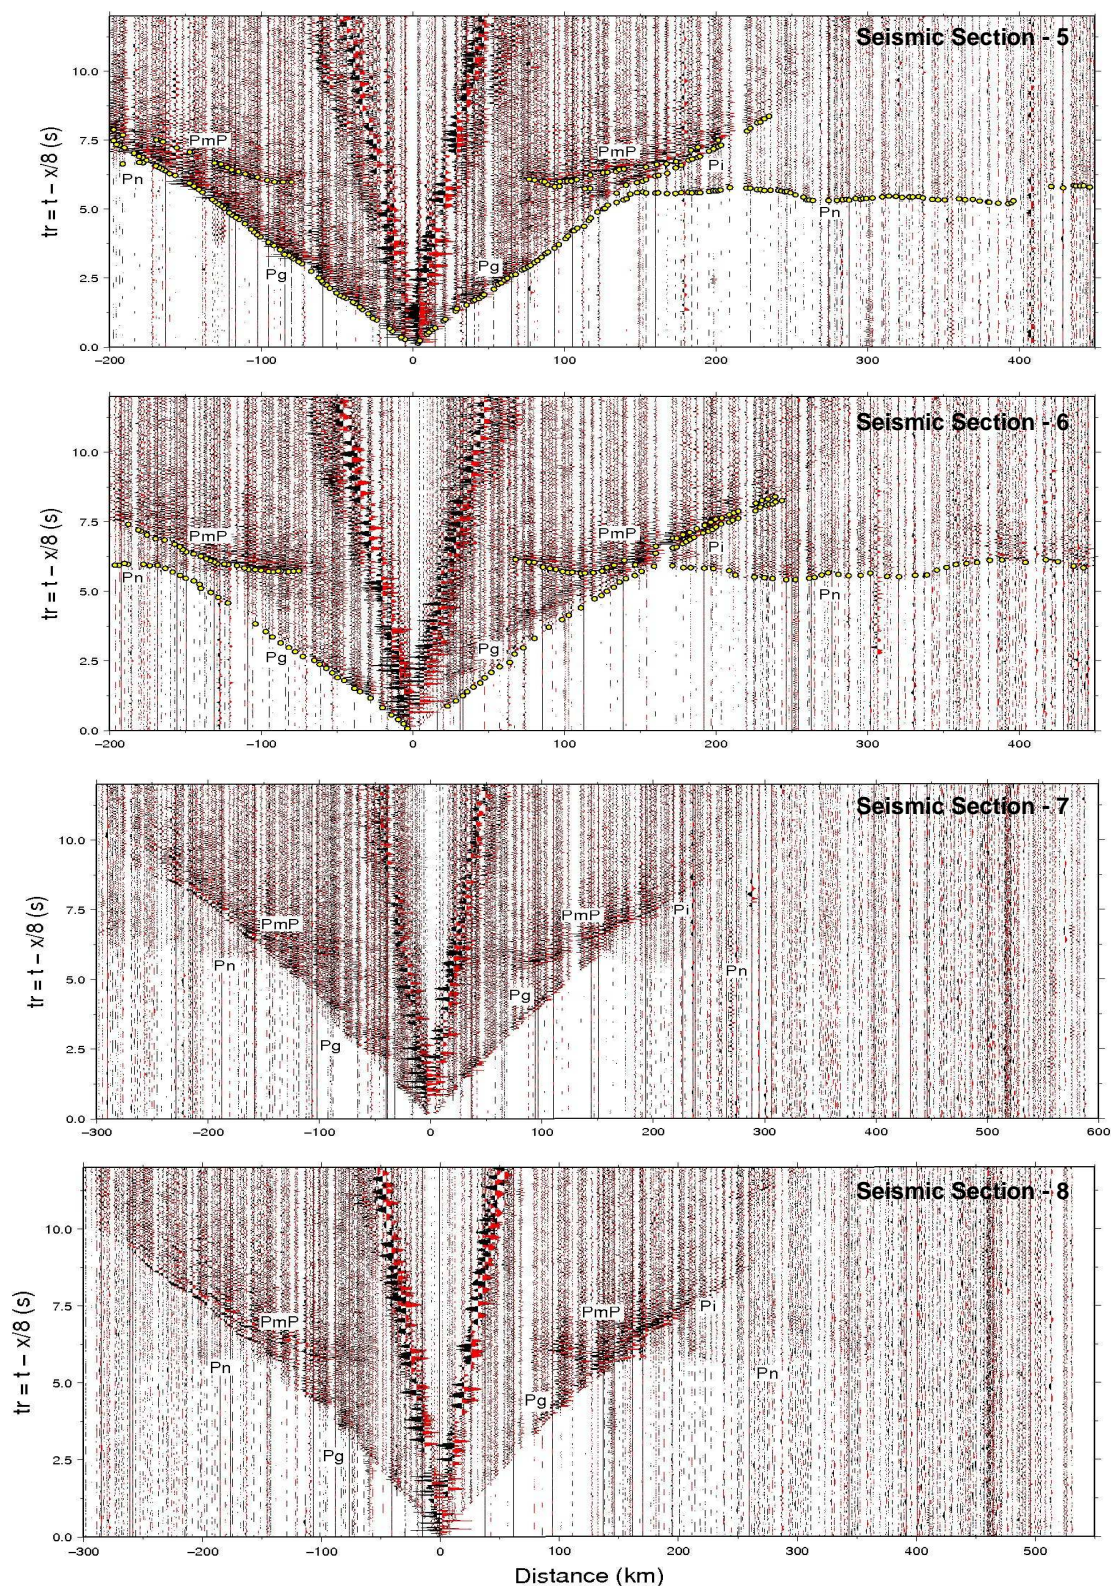 Seismic Section - 5
10.0
7.5
5.0
2.5
0.0
tr = t - x/8 (s)
PmP
Pn
Pg
PmP
Pi
Pn
Pg
−200 −100 0 100 200 300 400
Seismic Section - 6
10.0
7.5
5.0
2.5
0.0
tr = t - x/8 (s)
PmP
Pn
Pg
PmP
Pi
Pn
Pg
−200 −100 0 100 200 300 400
Seismic Section - 7
10.0
7.5
5.0
2.5
0.0
tr = t - x/8 (s)
PmP
Pn
Pg
PmP
Pi
Pn
Pg
−300 −200 −100 0 100 200 300 400 500 600
Seismic Section - 8
10.0
7.5
5.0
2.5
0.0
tr = t - x/8 (s)
PmP
Pn
Pg
PmP
Pi
Pn
Pg
−300 −200 −100 0 100 200 300 400 500
Distance (km)